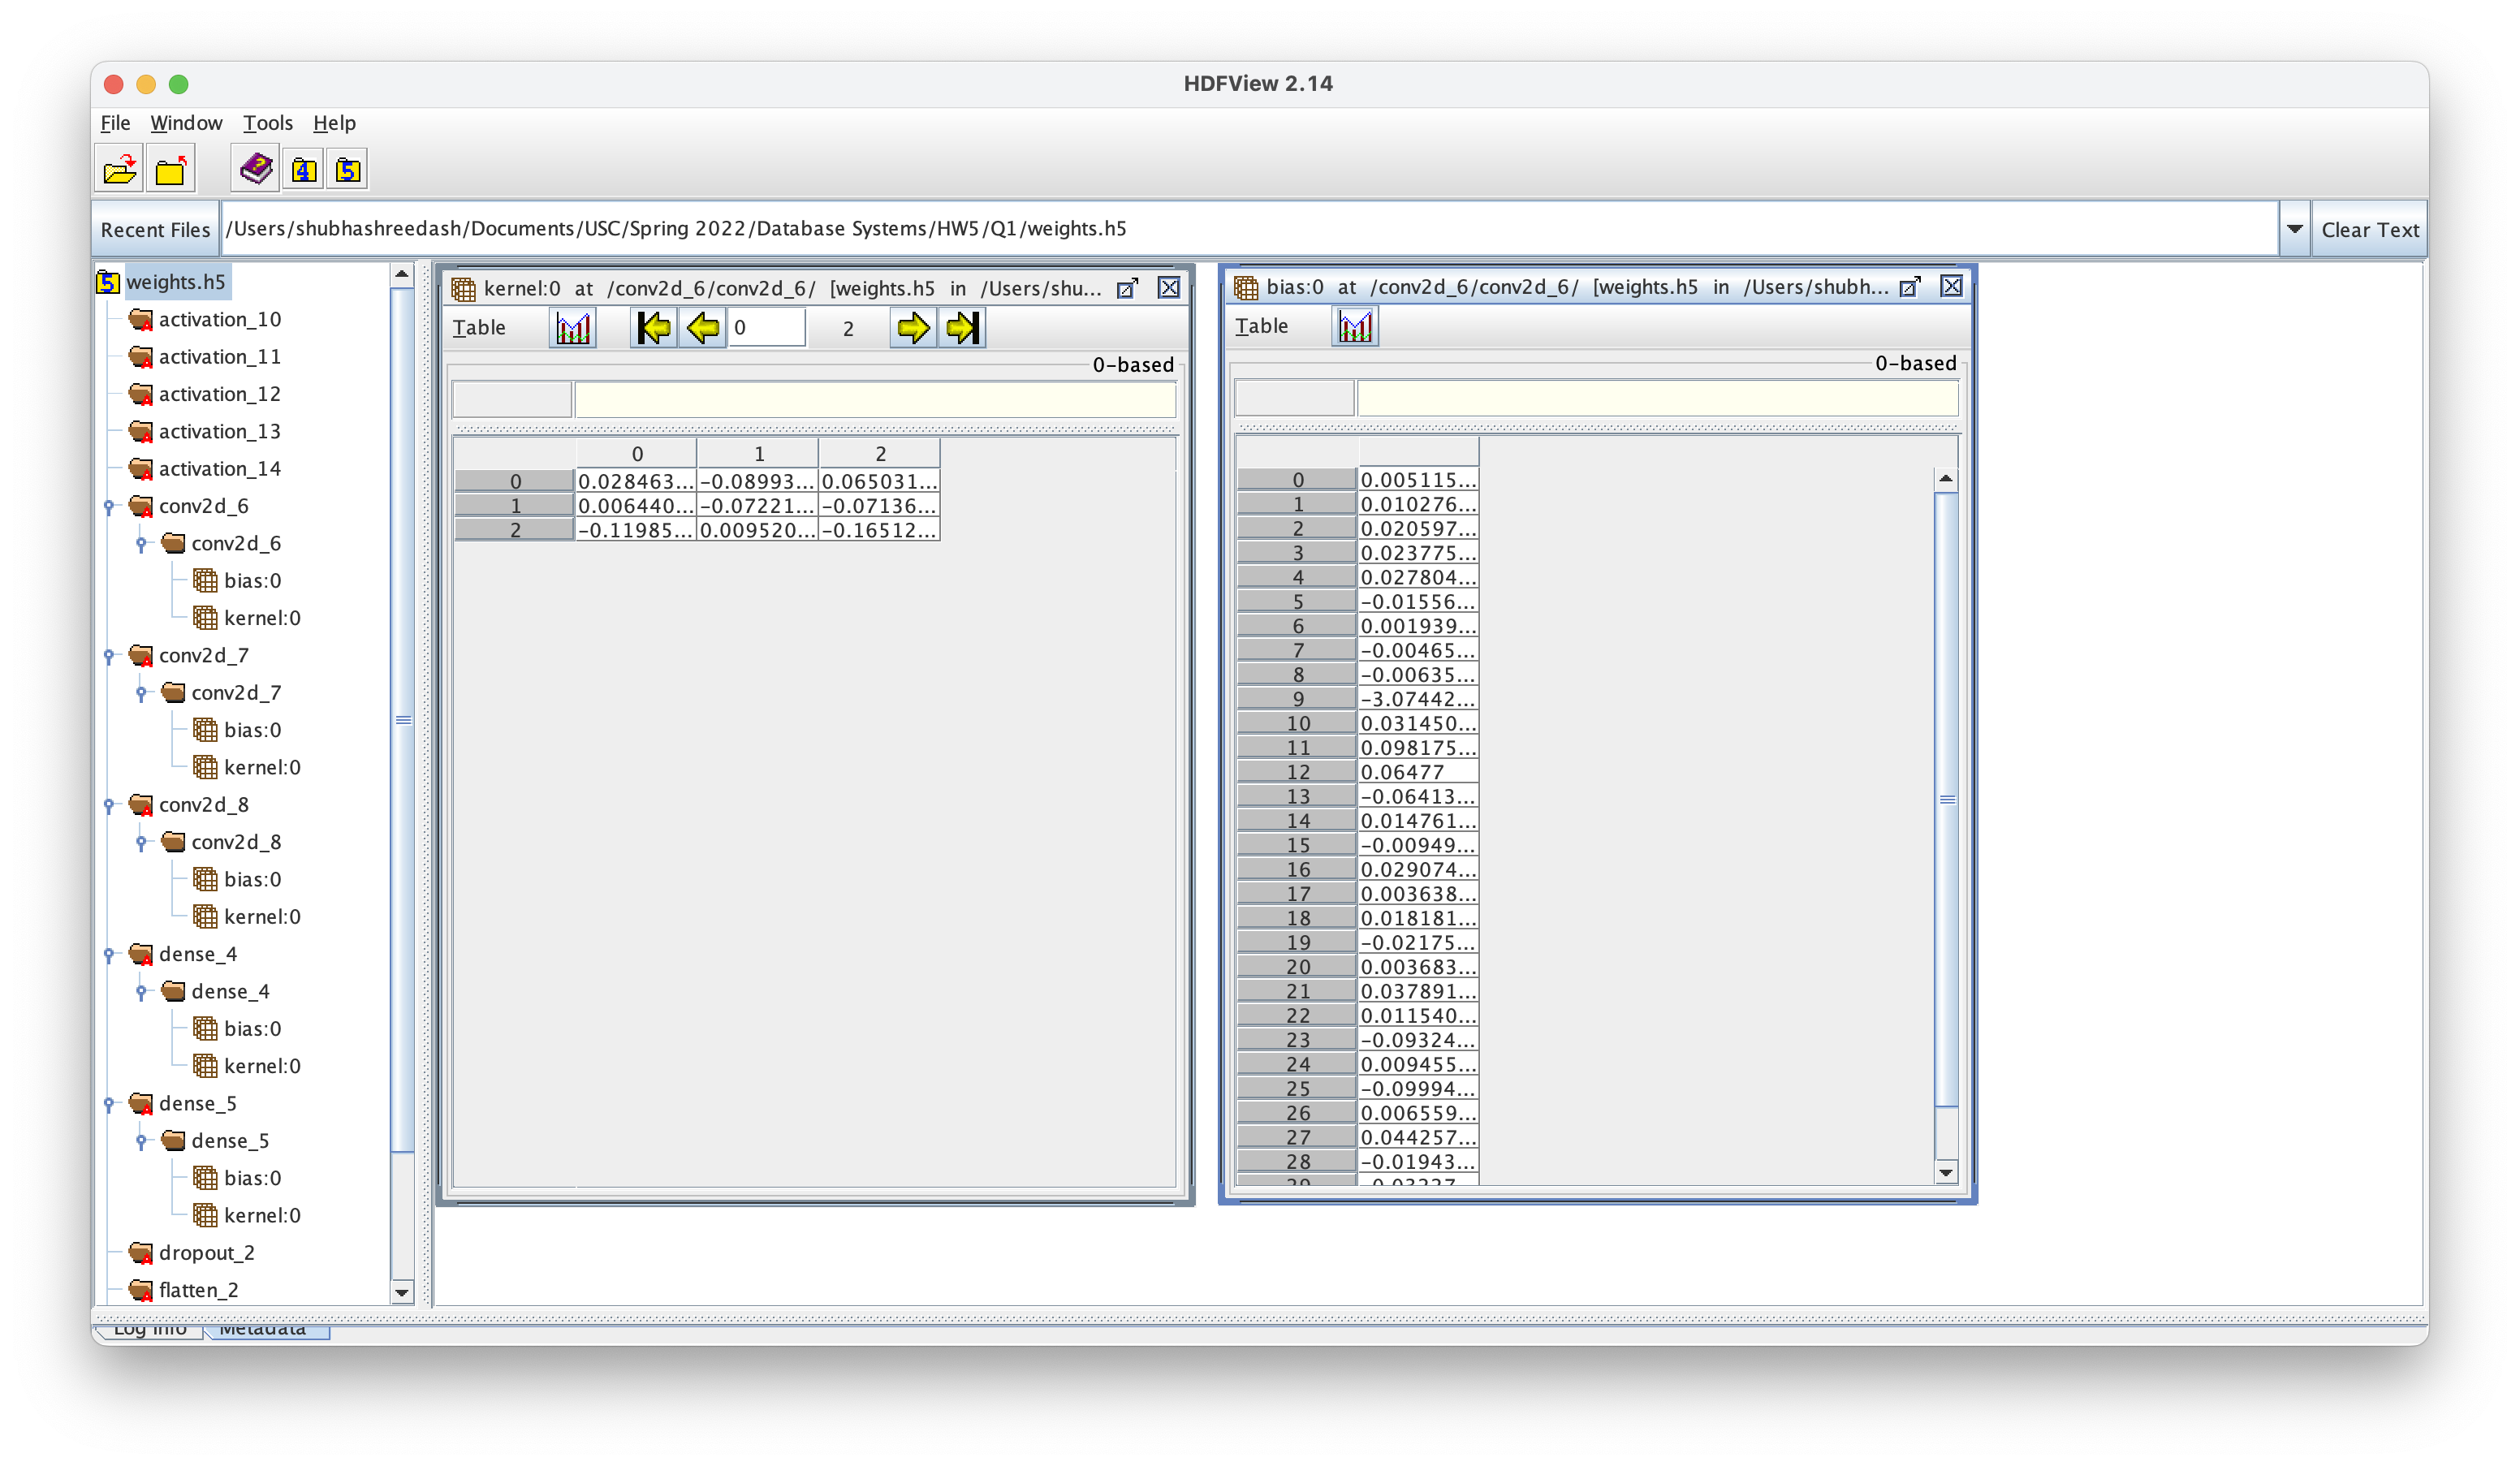 HDFView 2.14
File Window Tools Help
4 5
Recent Files /Users/shubhashreedash/Documents/USC/Spring 2022/Database Systems/HW5/Q1/weights.h5 Clear Text
5 weights.h5
activation_10
activation_11
activation_12
activation_13
activation_14
conv2d_6
conv2d_6
bias:0
kernel:0
conv2d_7
conv2d_7
bias:0
kernel:0
conv2d_8
conv2d_8
bias:0
kernel:0
dense_4
dense_4
bias:0
kernel:0
dense_5
dense_5
bias:0
kernel:0
dropout_2
flatten_2
kernel:0 at /conv2d_6/conv2d_6/ [weights.h5 in /Users/shu...
Table 0 2
0-based
0 1 2
0 0.028463... -0.08993... 0.065031...
1 0.006440... -0.07221... -0.07136...
2 -0.11985... 0.009520... -0.16512...
bias:0 at /conv2d_6/conv2d_6/ [weights.h5 in /Users/shubh...
Table
0-based
0 0.005115...
1 0.010276...
2 0.020597...
3 0.023775...
4 0.027804...
5 -0.01556...
6 0.001939...
7 -0.00465...
8 -0.00635...
9 -3.07442...
10 0.031450...
11 0.098175...
12 0.06477
13 -0.06413...
14 0.014761...
15 -0.00949...
16 0.029074...
17 0.003638...
18 0.018181...
19 -0.02175...
20 0.003683...
21 0.037891...
22 0.011540...
23 -0.09324...
24 0.009455...
25 -0.09994...
26 0.006559...
27 0.044257...
28 -0.01943...
Log Info Metadata